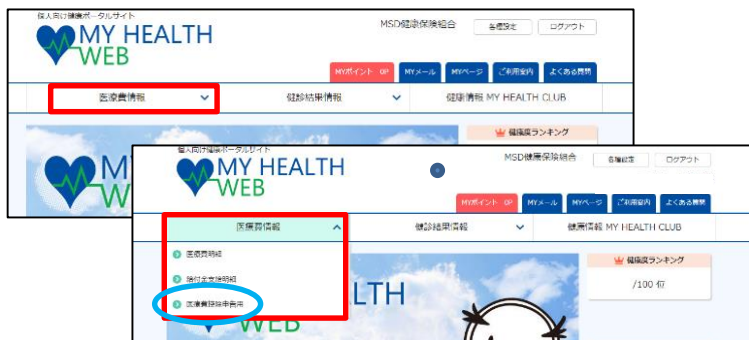 個人向け健康ポータルサイト
MY HEALTH
WEB
MSD健康保険組合
各種設定
ログアウト
MYポイント 0P
MYメール
MYページ
ご利用案内
よくある質問
医療費情報
健診結果情報
健康情報 MY HEALTH CLUB
健康度ランキング
M
W
個人向け健康ポータルサイト
MY HEALTH
WEB
MSD健康保険組合
各種設定
ログアウト
MYポイント 0P
MYメール
MYページ
ご利用案内
よくある質問
医療費情報
健診結果情報
健康情報 MY HEALTH CLUB
医療費明細
給付金支給明細
医療費控除申告用
健康度ランキング
/100 位
LTH
WEB